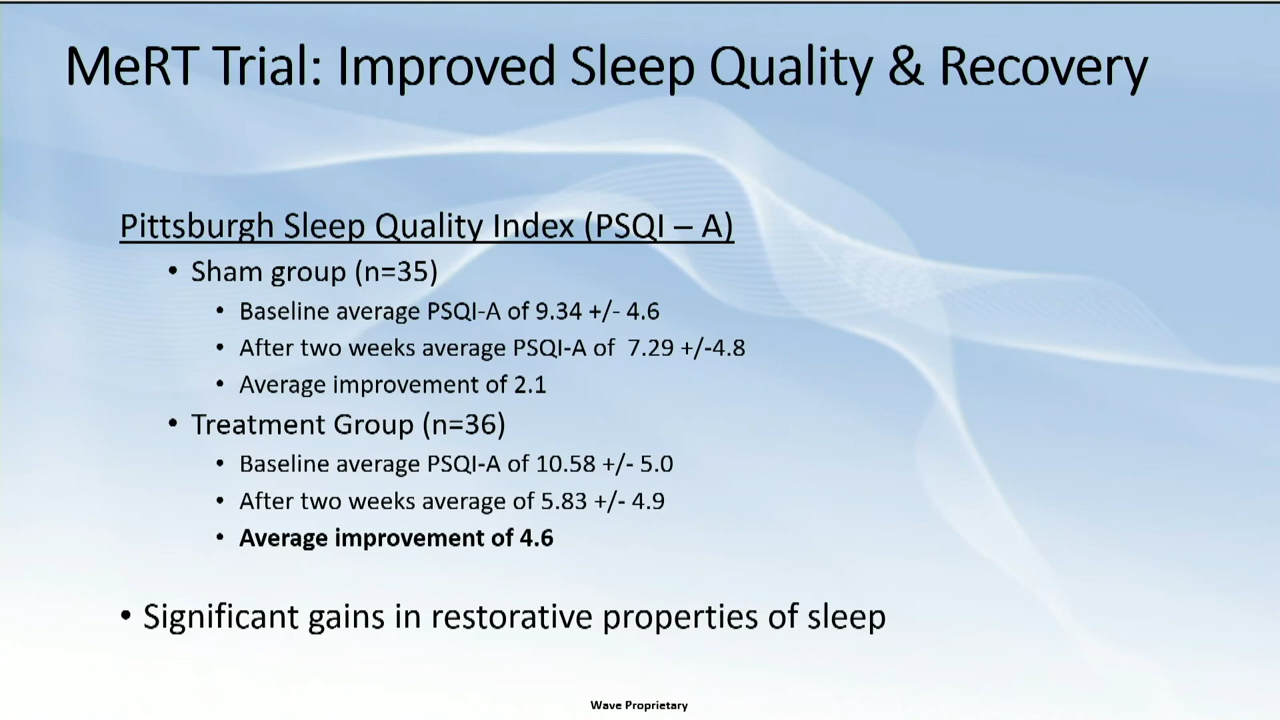 MeRT Trial: Improved Sleep Quality & Recovery
Pittsburgh Sleep Quality Index (PSQI – A)
• Sham group (n=35)
• Baseline average PSQI-A of 9.34 +/- 4.6
• After two weeks average PSQI-A of  7.29 +/-4.8
• Average improvement of 2.1
• Treatment Group (n=36)
• Baseline average PSQI-A of 10.58 +/- 5.0
• After two weeks average of 5.83 +/- 4.9
• Average improvement of 4.6
• Significant gains in restorative properties of sleep
Wave Proprietary